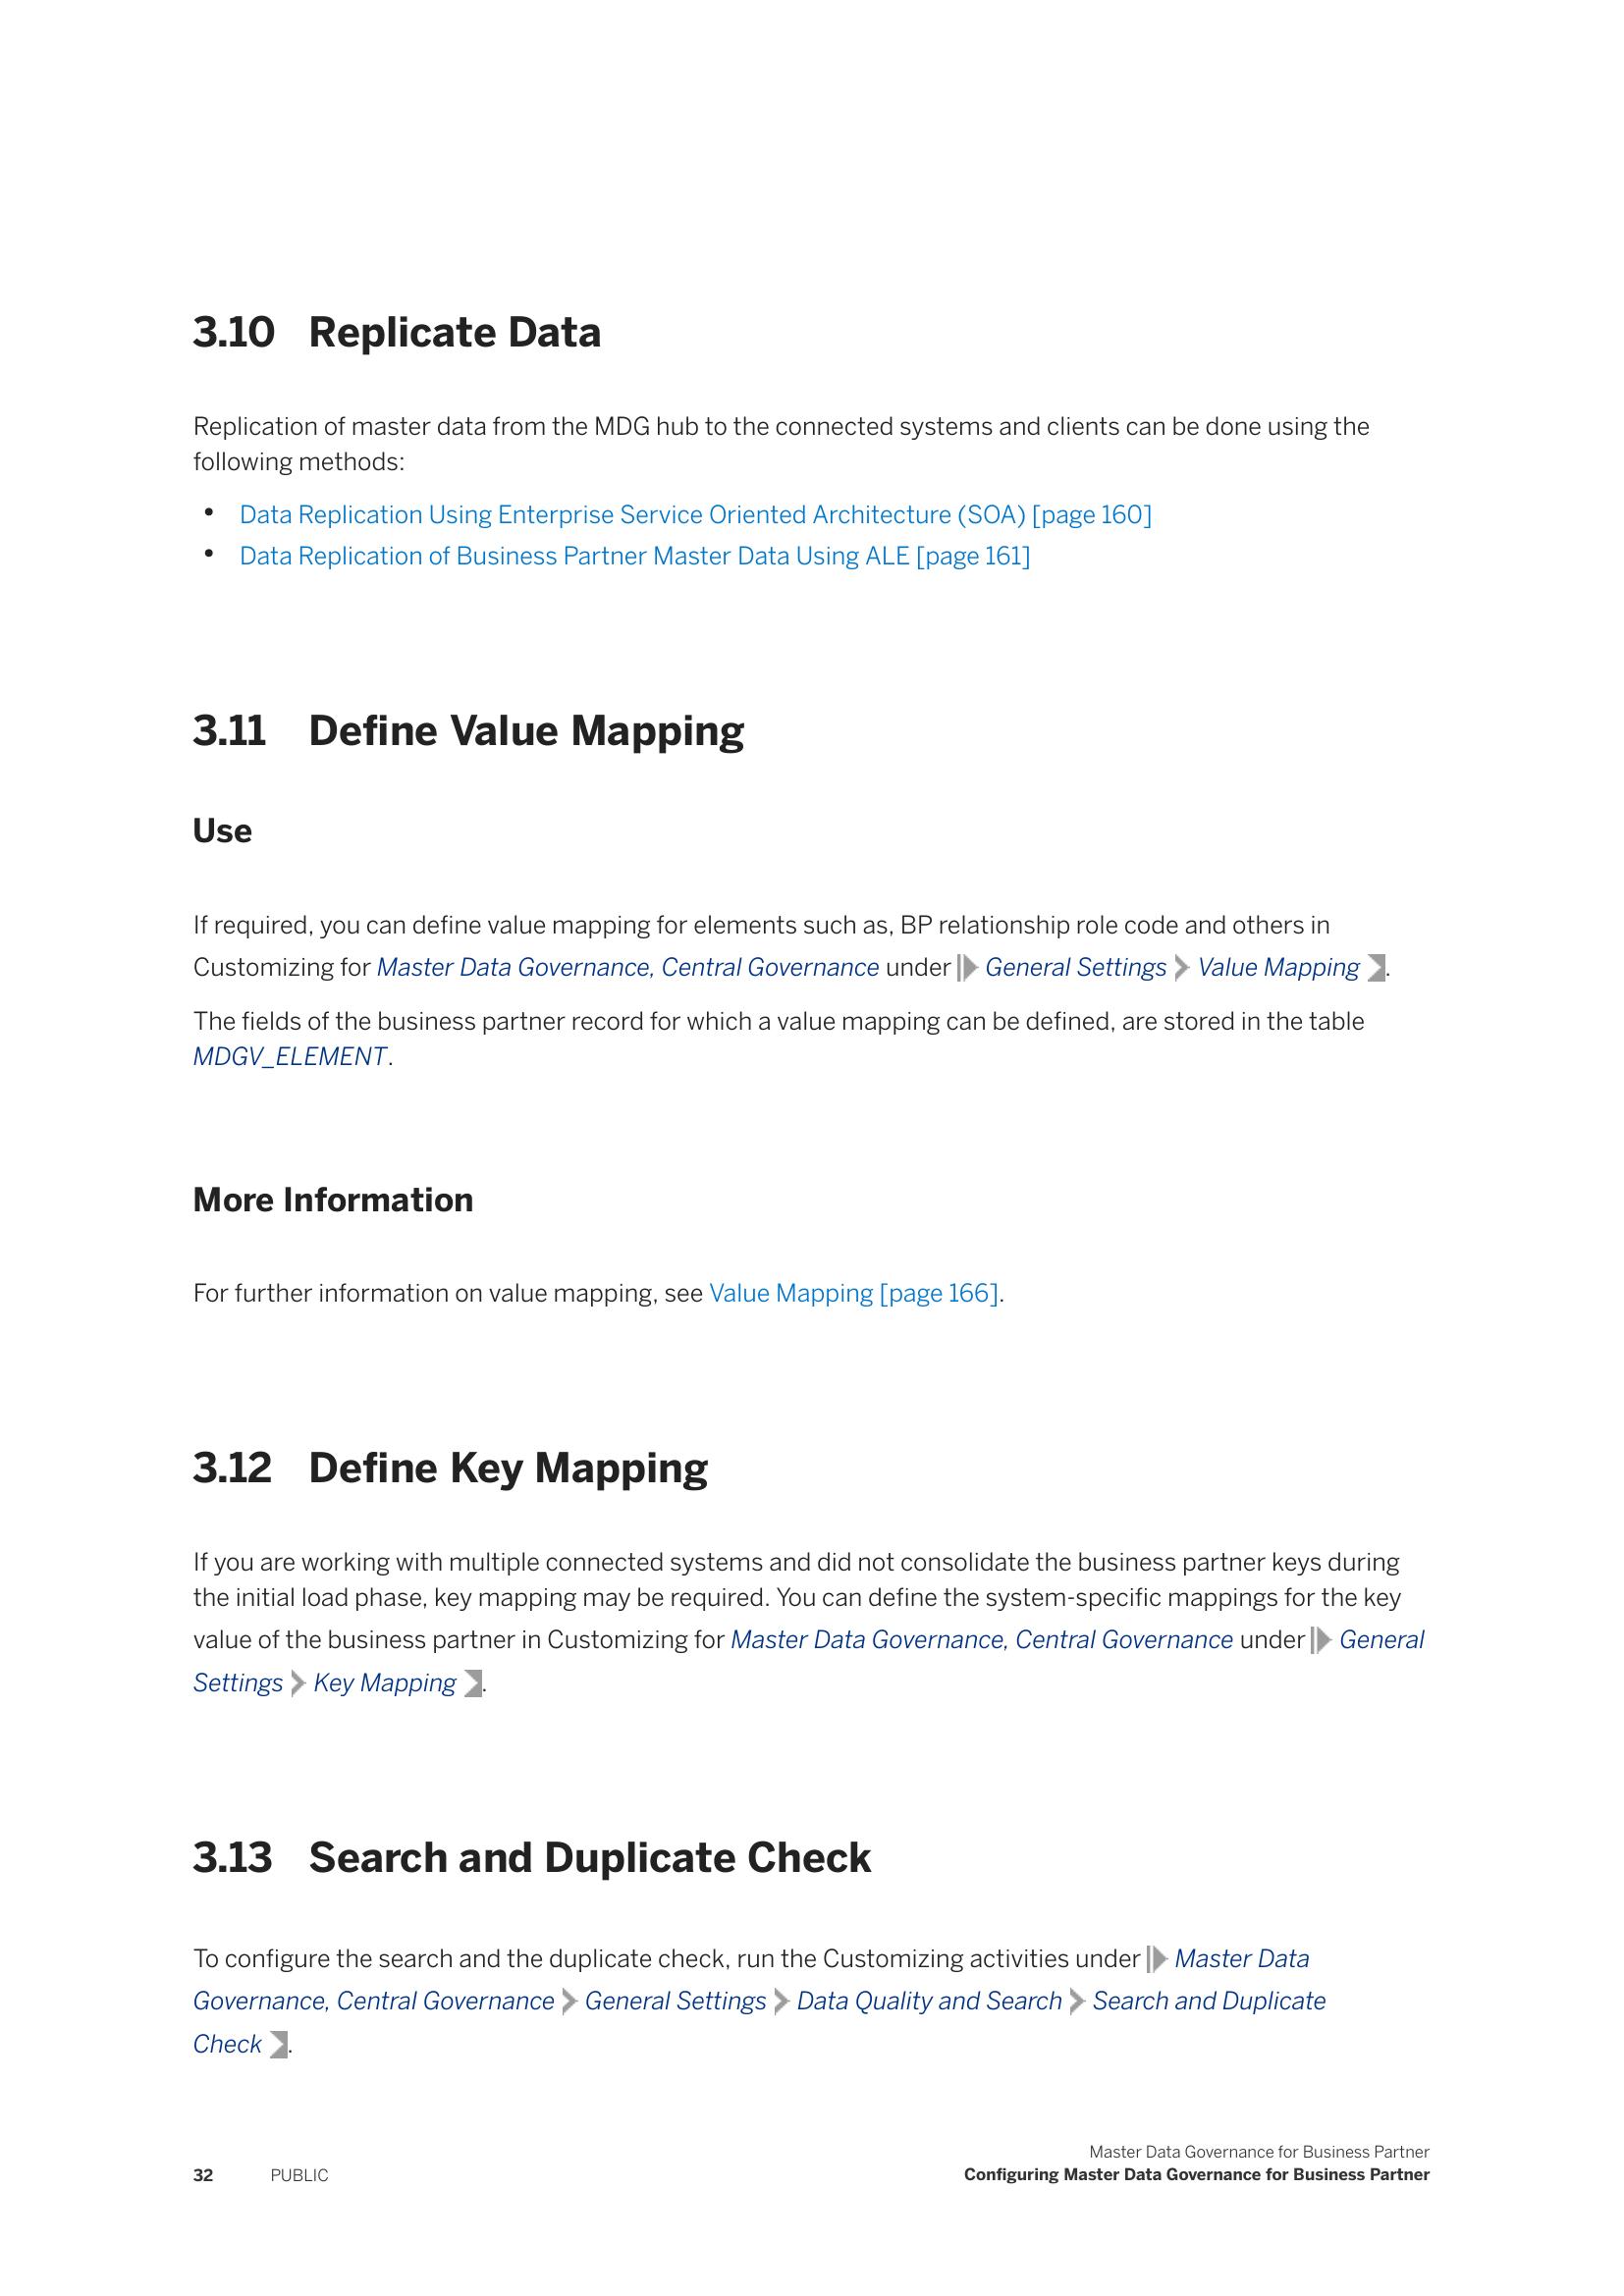 3.10 Replicate Data
Replication of master data from the MDG hub to the connected systems and clients can be done using the
following methods:
• Data Replication Using Enterprise Service Oriented Architecture (SOA) [page 160]
• Data Replication of Business Partner Master Data Using ALE [page 161]
3.11 Define Value Mapping
Use
If required, you can define value mapping for elements such as, BP relationship role code and others in
Customizing for Master Data Governance, Central Governance under General Settings Value Mapping .
The fields of the business partner record for which a value mapping can be defined, are stored in the table
MDGV_ELEMENT.
More Information
For further information on value mapping, see Value Mapping [page 166].
3.12 Define Key Mapping
If you are working with multiple connected systems and did not consolidate the business partner keys during
the initial load phase, key mapping may be required. You can define the system-specific mappings for the key
value of the business partner in Customizing for Master Data Governance, Central Governance under General
Settings Key Mapping .
3.13 Search and Duplicate Check
To configure the search and the duplicate check, run the Customizing activities under Master Data
Governance, Central Governance General Settings Data Quality and Search Search and Duplicate
Check .
Master Data Governance for Business Partner
32 PUBLIC Configuring Master Data Governance for Business Partner